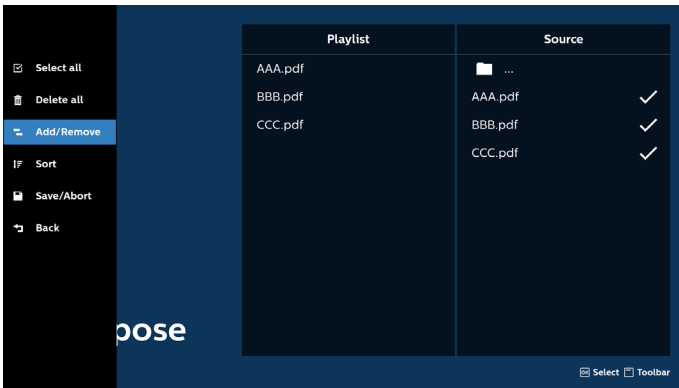 Playlist
Source
Select all
Delete all
Add/Remove
Sort
Save/Abort
Back
AAA.pdf
BBB.pdf
CCC.pdf
...
AAA.pdf
BBB.pdf
CCC.pdf
pose
OK Select Toolbar